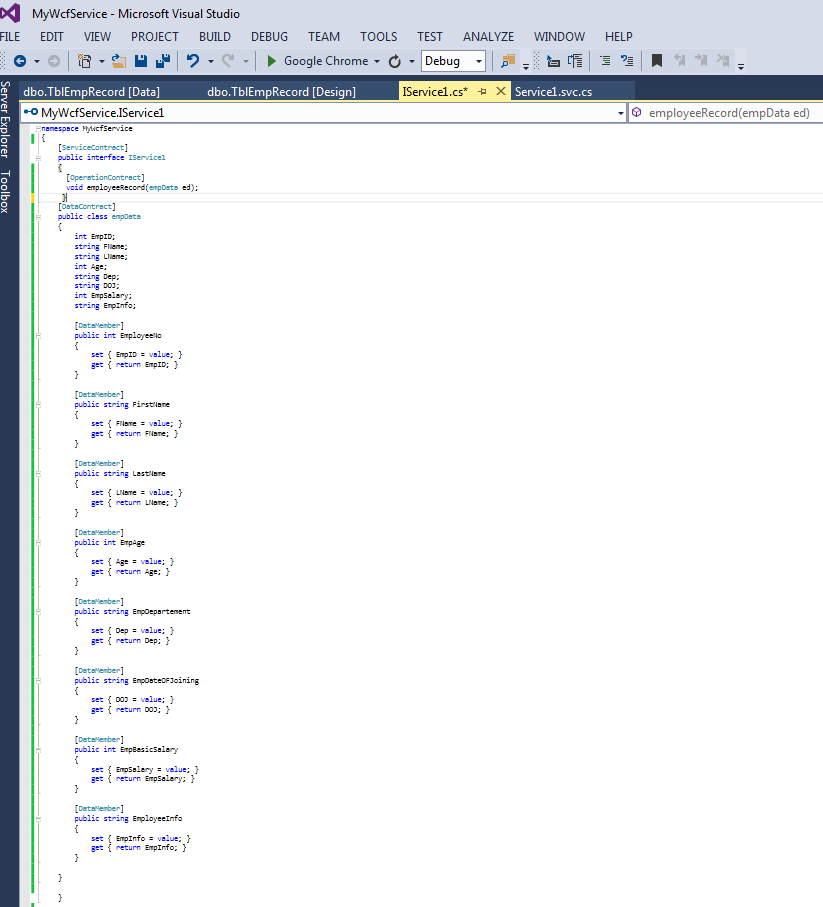 MyWcfService - Microsoft Visual Studio
FILE EDIT VIEW PROJECT BUILD DEBUG TEAM TOOLS TEST ANALYZE WINDOW HELP
Google Chrome Debug
Server Explorer
Toolbox
dbo.TblEmpRecord [Data] dbo.TblEmpRecord [Design] IService1.cs* Service1.svc.cs
MyWcfService.IService1 employeeRecord(empData ed)
namespace MyWcfService
{
[ServiceContract]
public interface IService1
{
[OperationContract]
void employeeRecord(empData ed);
}
[DataContract]
public class empData
{
int EmpID;
string FName;
string LName;
int Age;
string Dep;
string DOJ;
int EmpSalary;
string EmpInfo;
[DataMember]
public int EmployeeNo
{
set { EmpID = value; }
get { return EmpID; }
}
[DataMember]
public string FirstName
{
set { FName = value; }
get { return FName; }
}
[DataMember]
public string LastName
{
set { LName = value; }
get { return LName; }
}
[DataMember]
public int EmpAge
{
set { Age = value; }
get { return Age; }
}
[DataMember]
public string EmpDepartement
{
set { Dep = value; }
get { return Dep; }
}
[DataMember]
public string EmpDateOFJoining
{
set { DOJ = value; }
get { return DOJ; }
}
[DataMember]
public int EmpBasicSalary
{
set { EmpSalary = value; }
get { return EmpSalary; }
}
[DataMember]
public string EmployeeInfo
{
set { EmpInfo = value; }
get { return EmpInfo; }
}
}
}